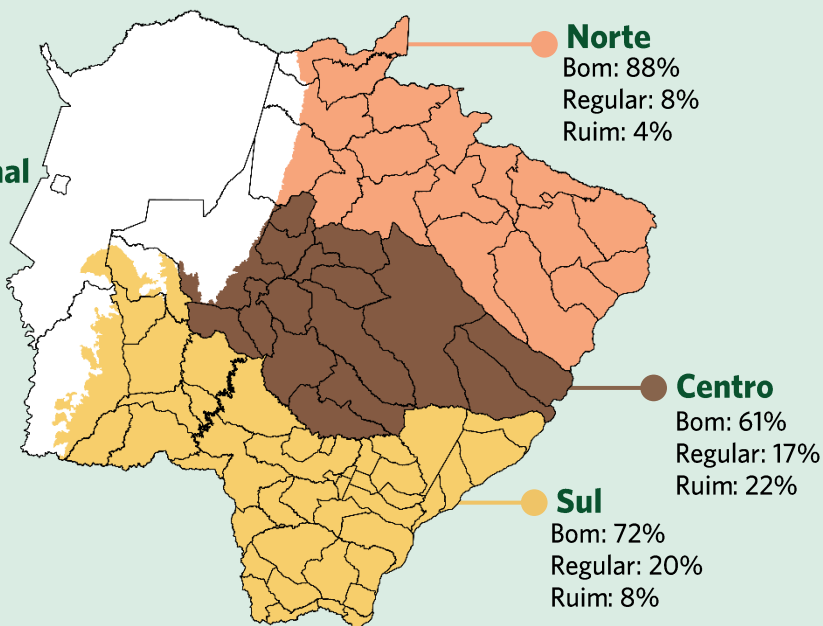 Norte
Bom: 88%
Regular: 8%
Ruim: 4%
Centro
Bom: 61%
Regular: 17%
Ruim: 22%
Sul
Bom: 72%
Regular: 20%
Ruim: 8%